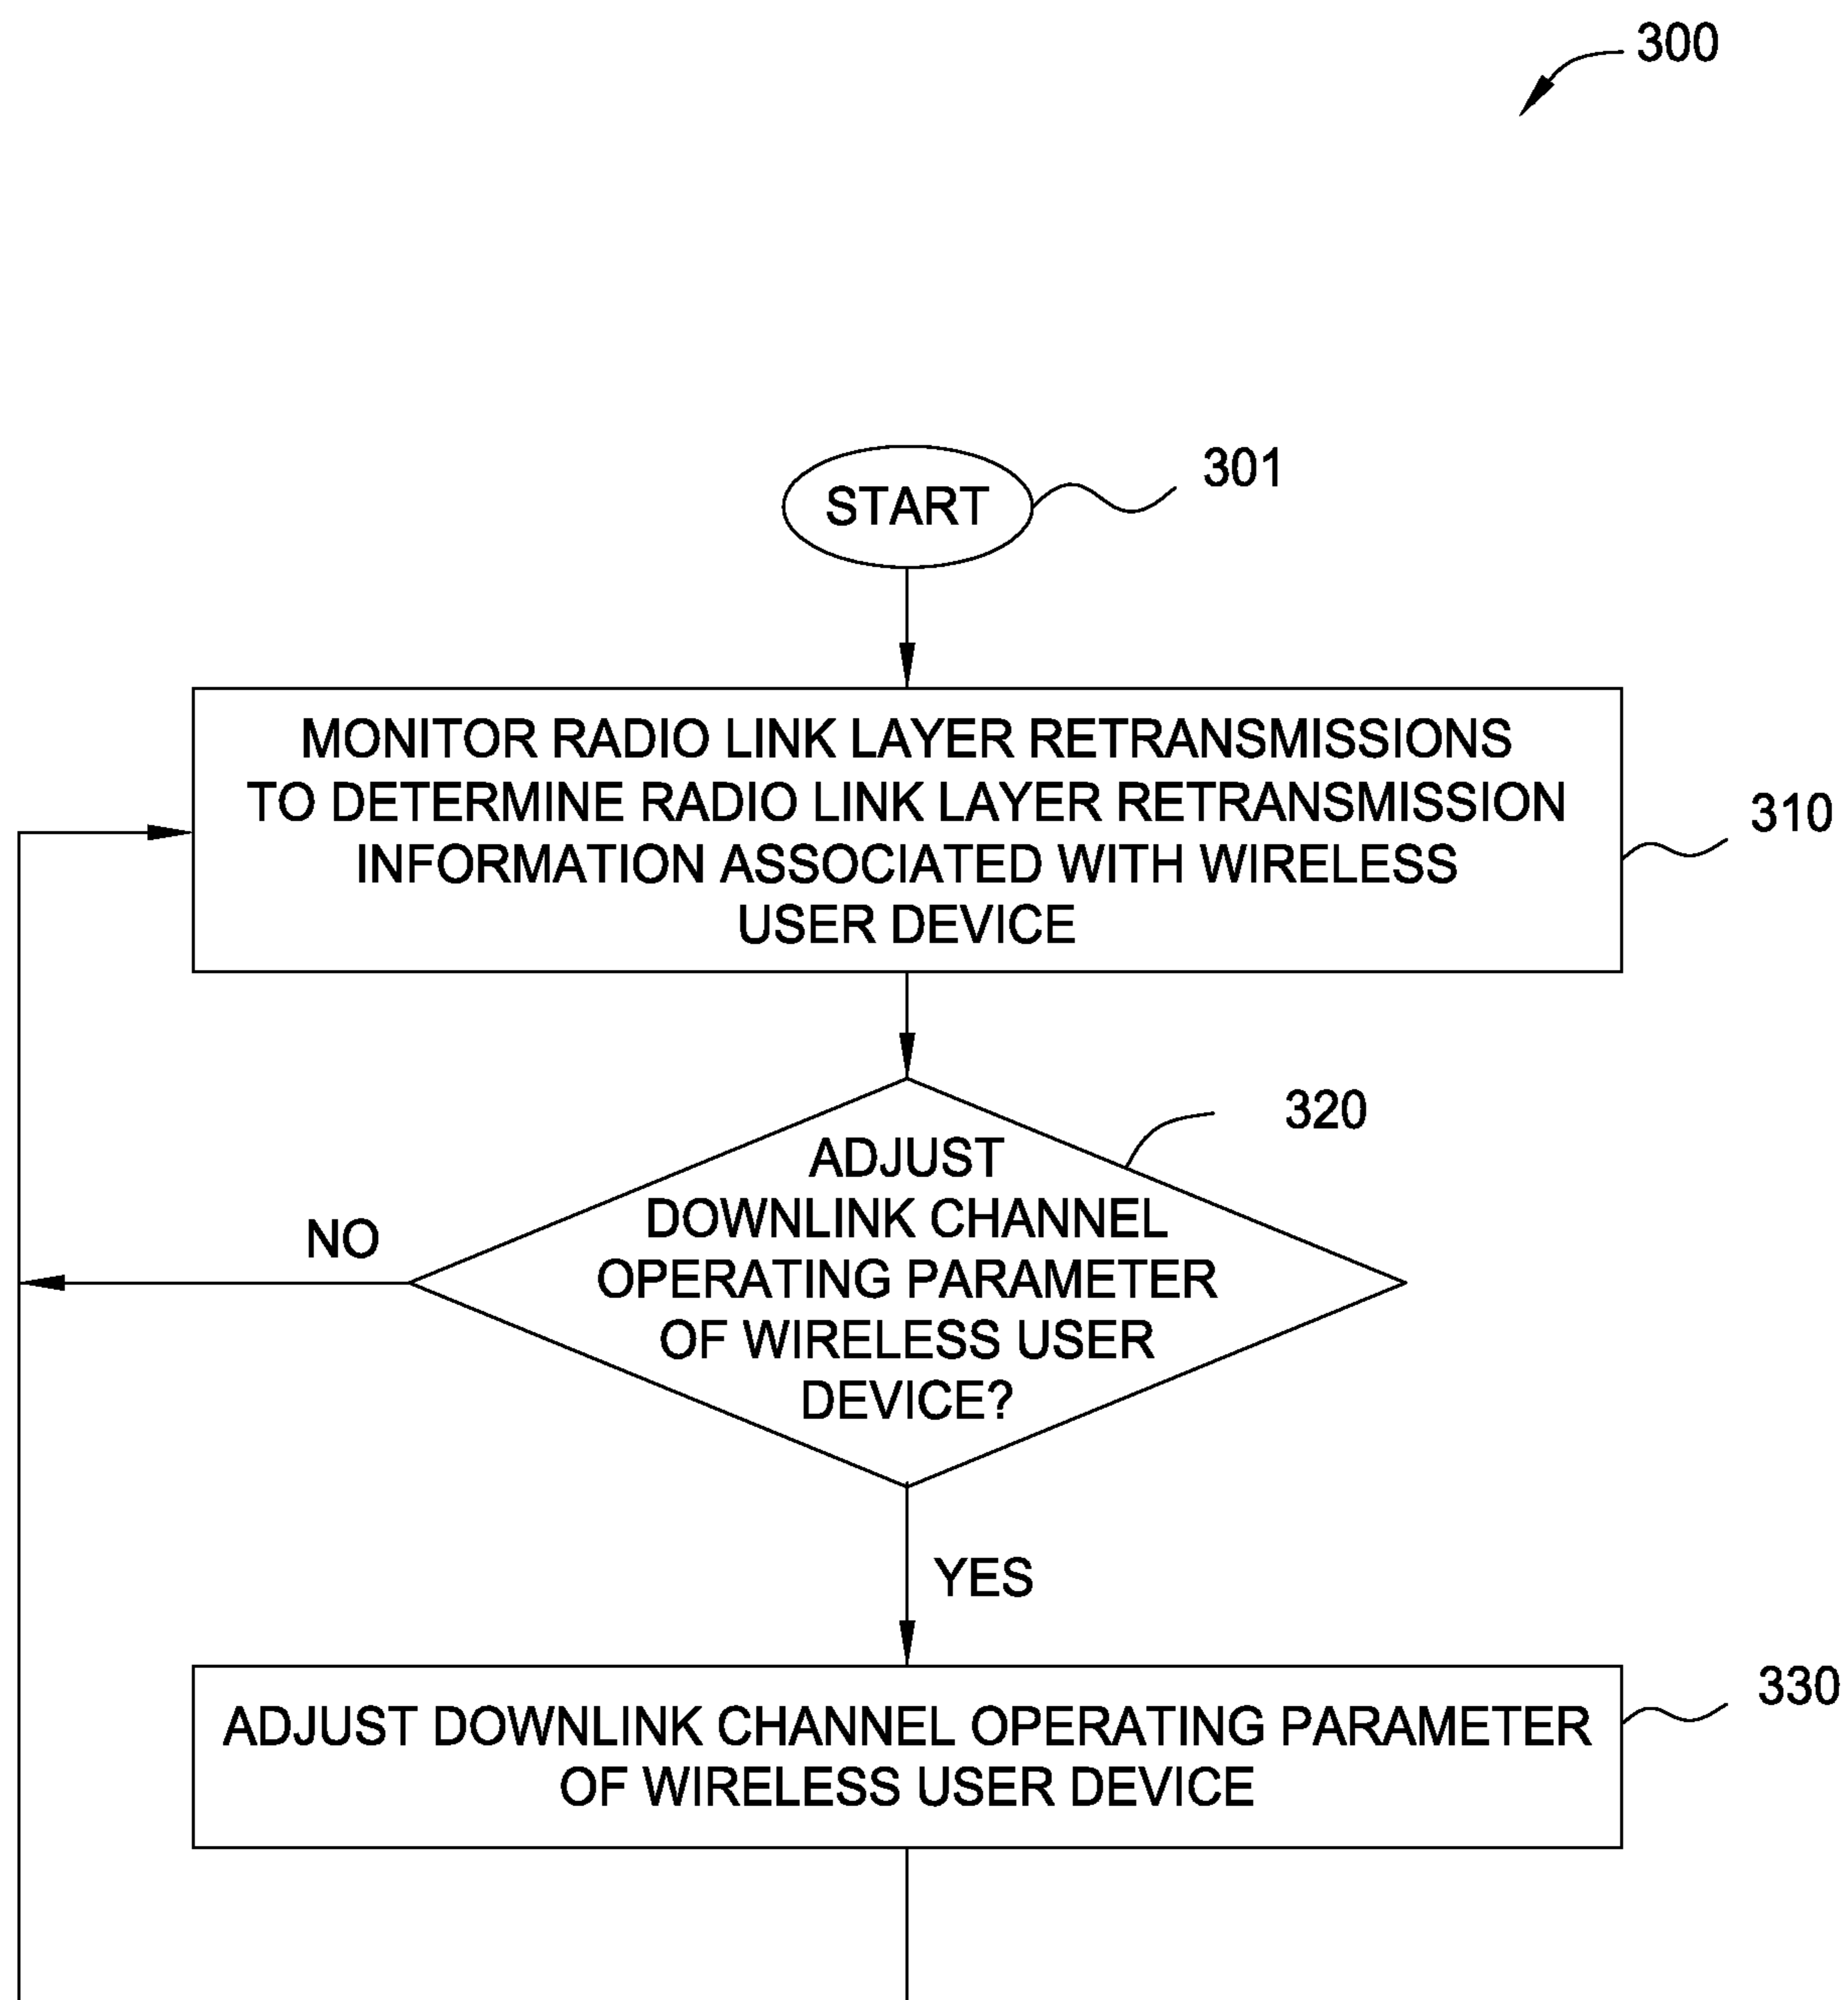 300
START
301
MONITOR RADIO LINK LAYER RETRANSMISSIONS
TO DETERMINE RADIO LINK LAYER RETRANSMISSION
INFORMATION ASSOCIATED WITH WIRELESS
USER DEVICE
310
320
ADJUST
DOWNLINK CHANNEL
OPERATING PARAMETER
OF WIRELESS USER
DEVICE?
NO
YES
330
ADJUST DOWNLINK CHANNEL OPERATING PARAMETER
OF WIRELESS USER DEVICE